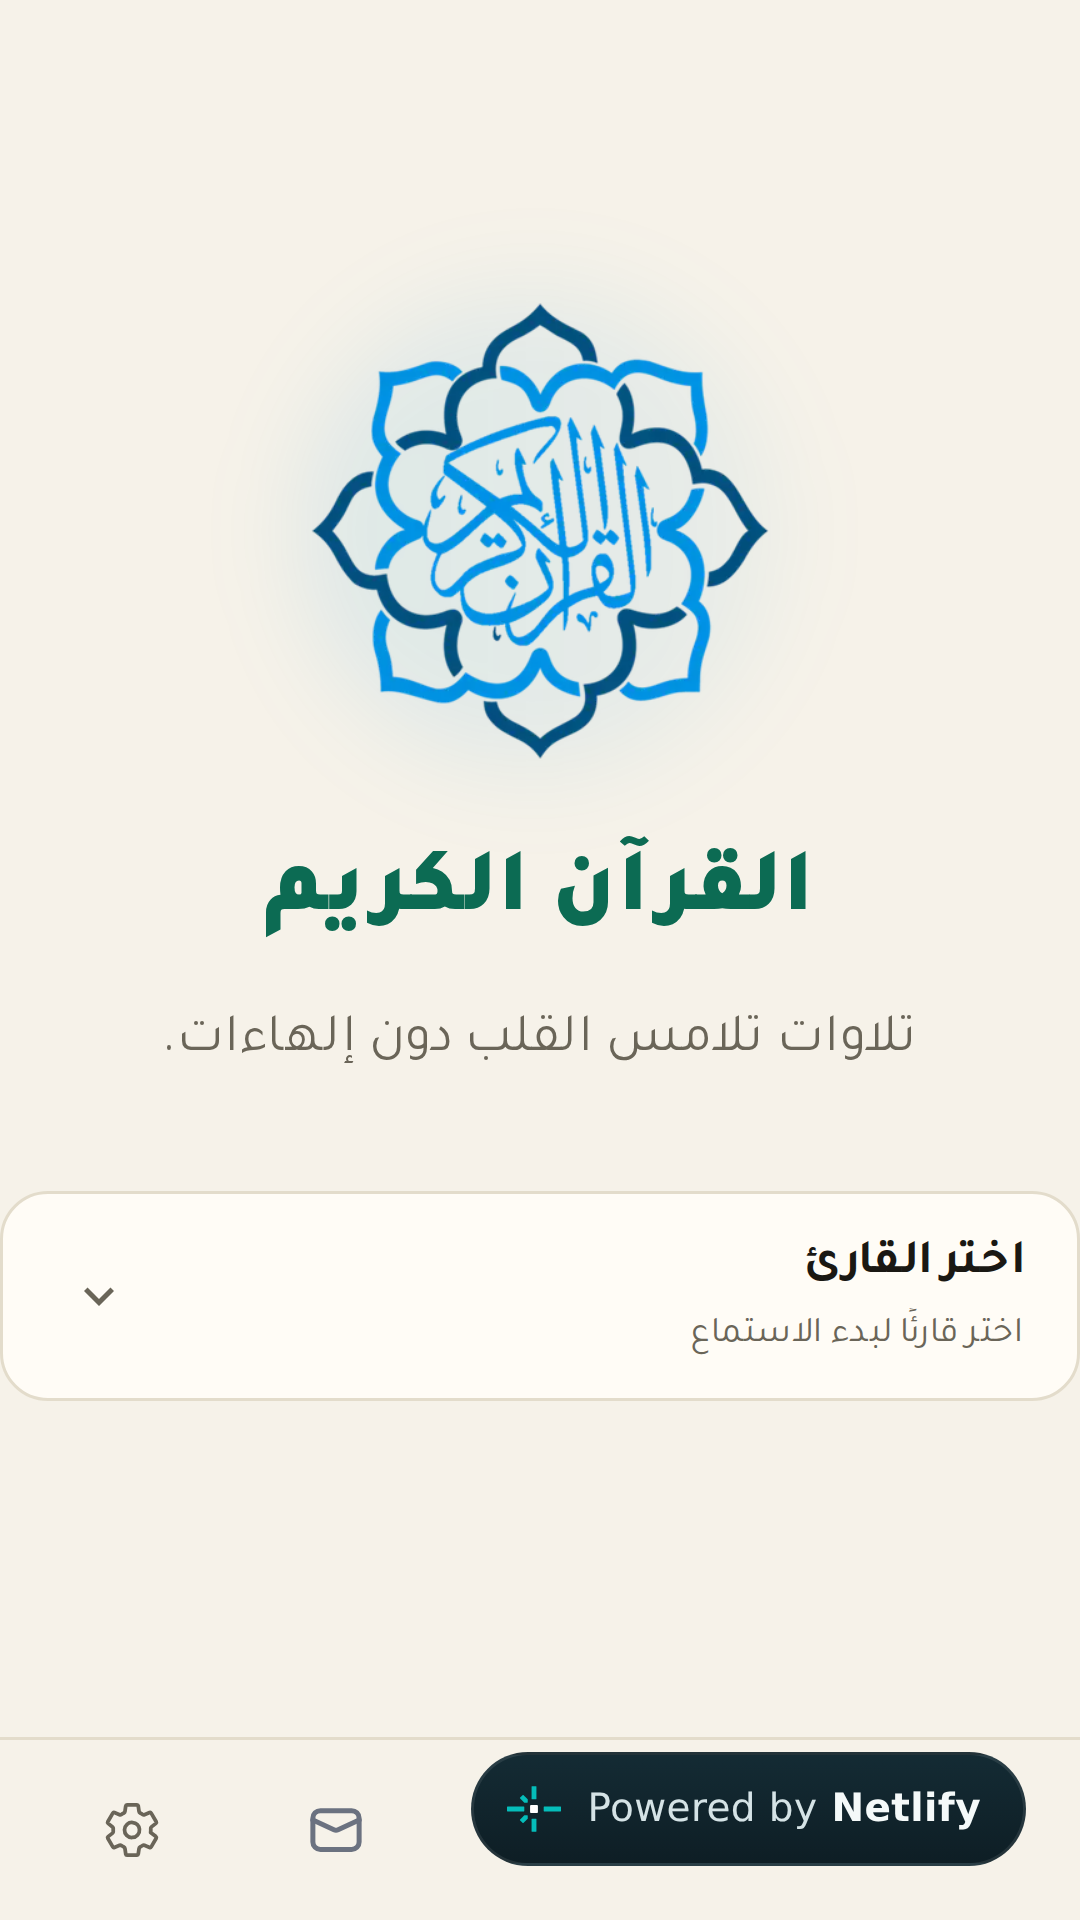 القرآن الكريم
القرآن الكريم
تلاوات تلامس القلب دون إلهاءات.
اختر القارئ
اختر قارئًا لبدء الاستماع
Powered by Netlify